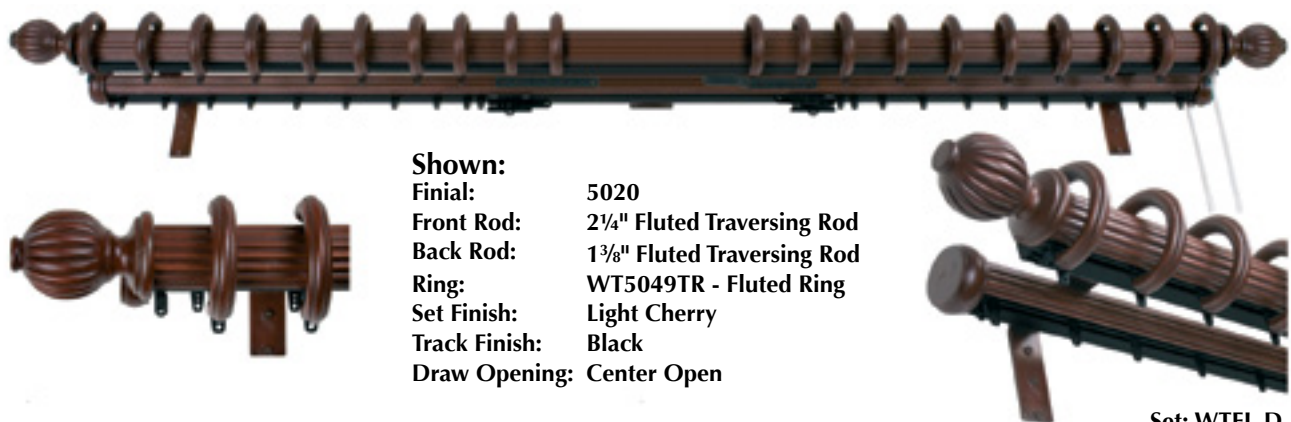 Shown:
Finial: 5020
Front Rod: 2¼" Fluted Traversing Rod
Back Rod: 1⅜" Fluted Traversing Rod
Ring: WT5049TR - Fluted Ring
Set Finish: Light Cherry
Track Finish: Black
Draw Opening: Center Open